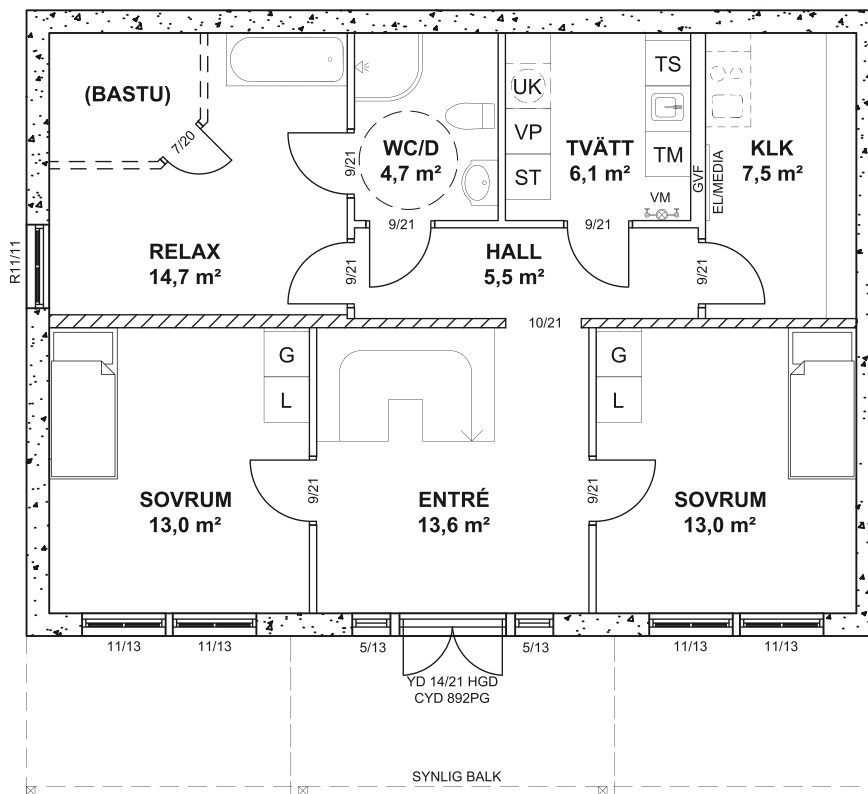 (BASTU)
7/20
UK
VP
ST
TS
TM
VM
GVF
EL/MEDIA
WC/D
4,7 m²
TVÄTT
6,1 m²
KLK
7,5 m²
9/21
9/21
9/21
RELAX
14,7 m²
HALL
5,5 m²
9/21
9/21
R11/11
10/21
G
L
G
L
SOVRUM
13,0 m²
9/21
ENTRÉ
13,6 m²
9/21
SOVRUM
13,0 m²
11/13
11/13
5/13
5/13
11/13
11/13
YD 14/21 HGD
CYD 892PG
SYNLIG BALK